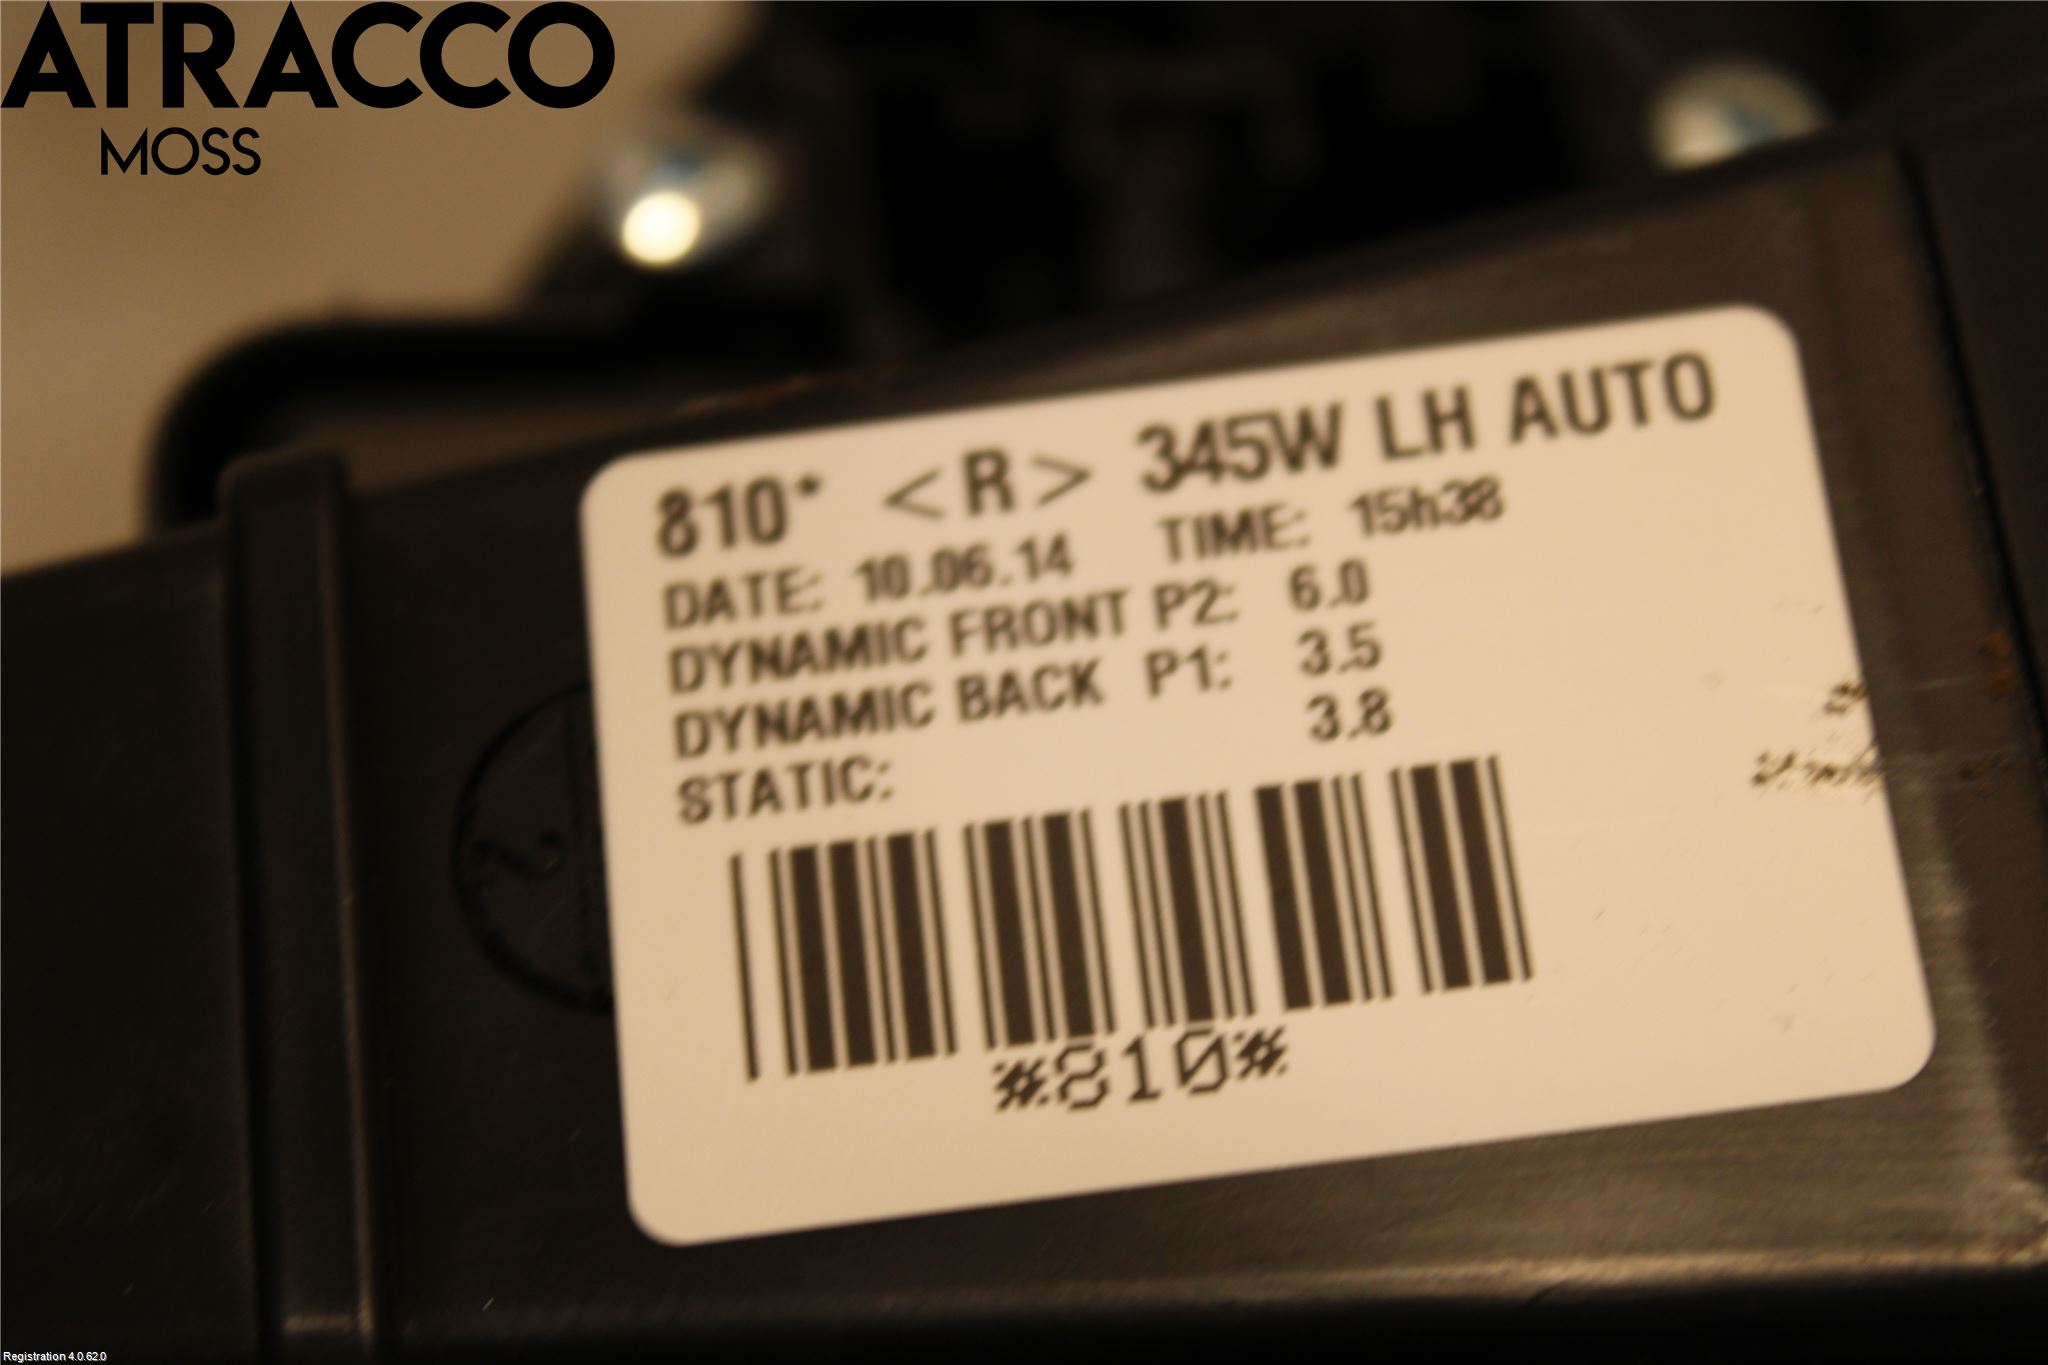 ATRACCO
MOSS
810* <R> 345W LH AUTO
DATE: 10.06.14 TIME: 15h38
DYNAMIC FRONT P2: 6.0
DYNAMIC BACK P1: 3.5
STATIC: 3.8
*810*
2
Registration 4.0.62.0